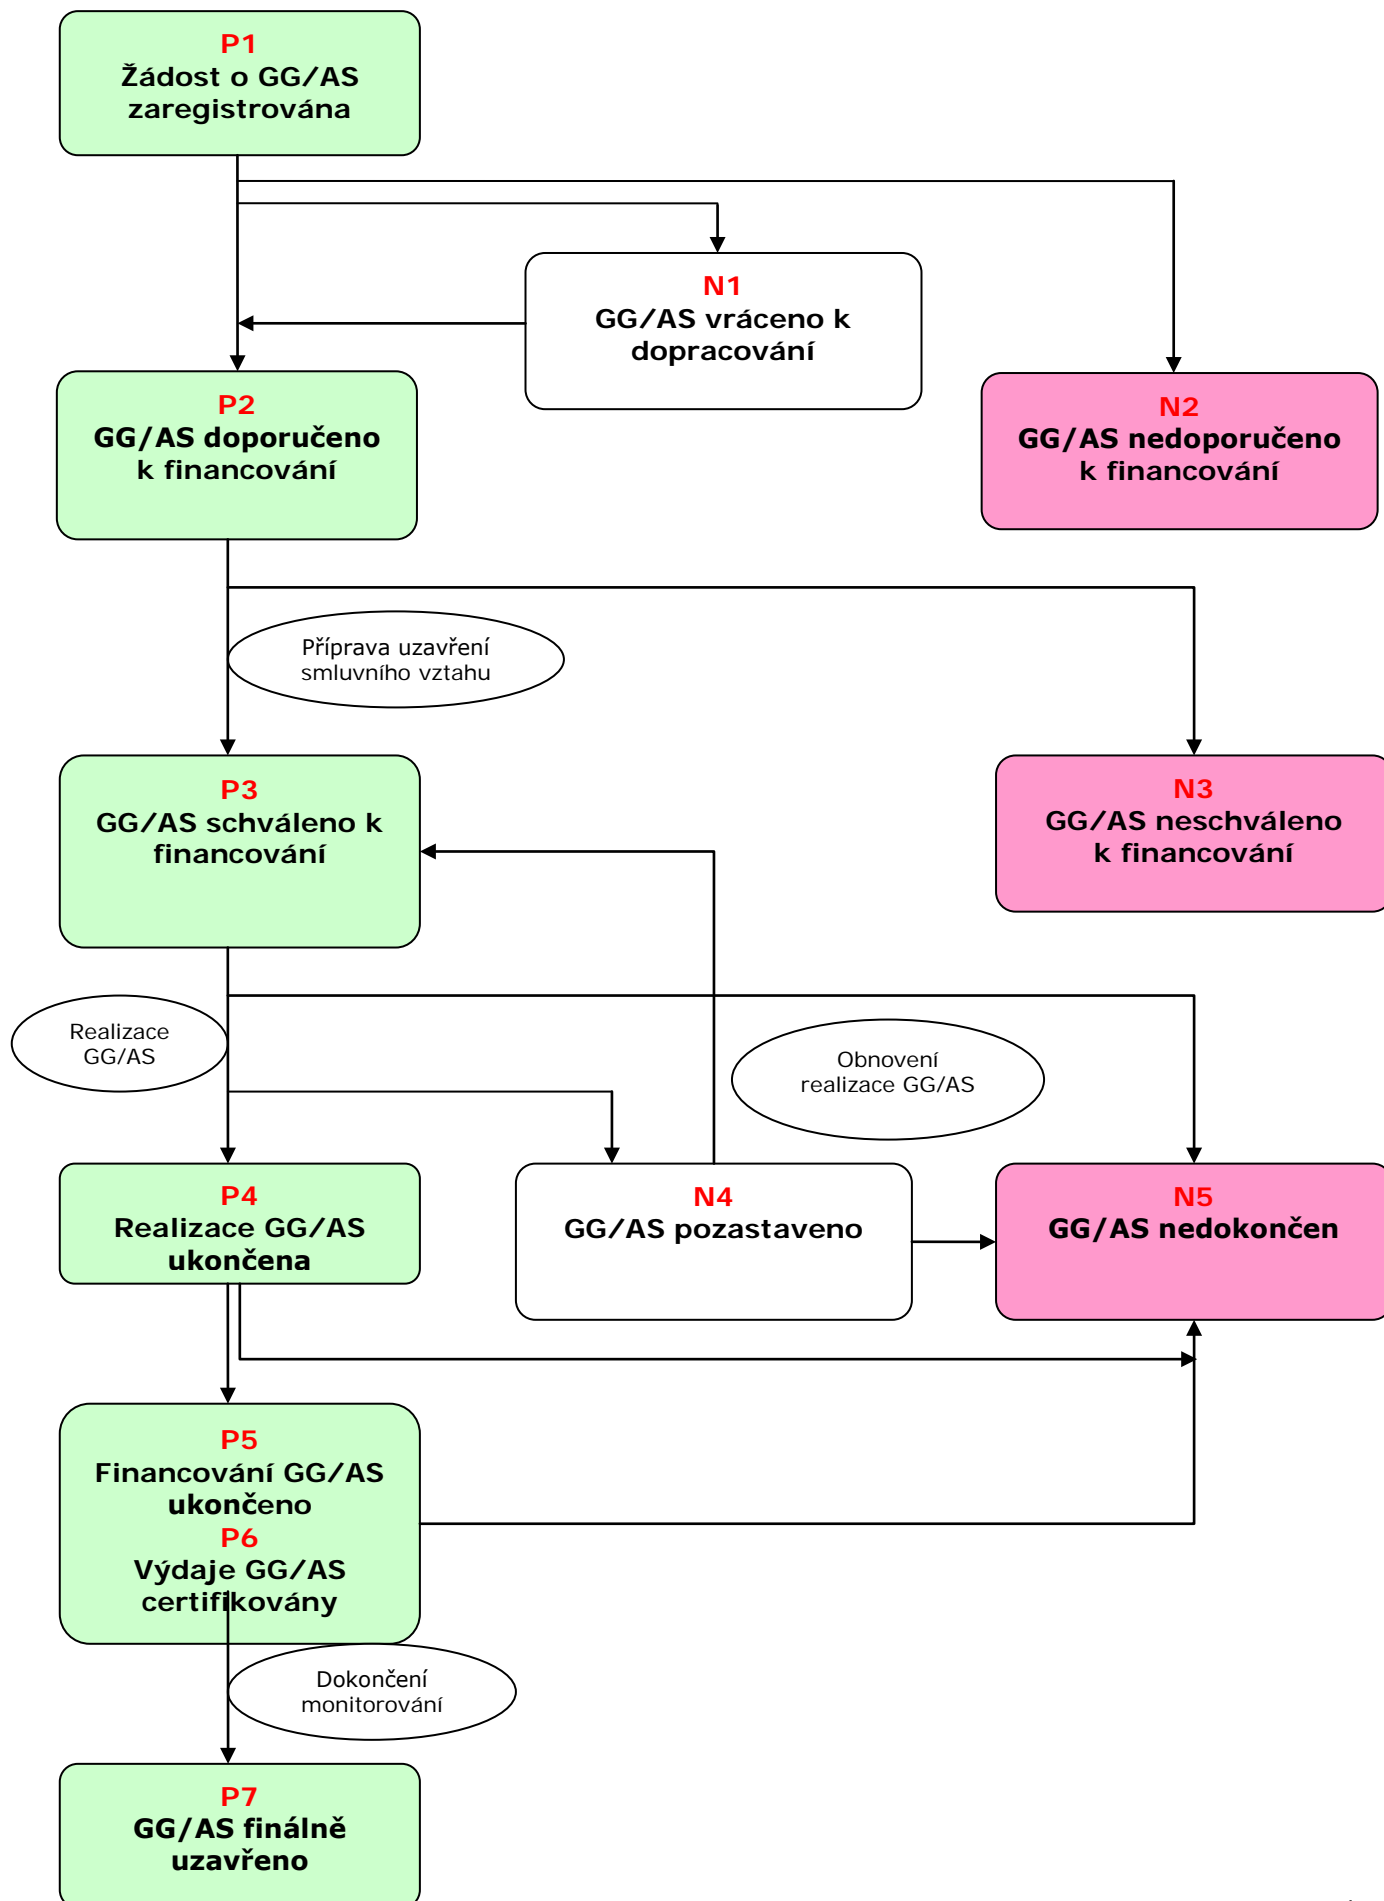 P1
Žádost o GG/AS
zaregistrována
N1
GG/AS vráceno k
dopracování
P2
GG/AS doporučeno
k financování
N2
GG/AS nedoporučeno
k financování
Příprava uzavření
smluvního vztahu
P3
GG/AS schváleno k
financování
N3
GG/AS neschváleno
k financování
Realizace
GG/AS
Obnovení
realizace GG/AS
P4
Realizace GG/AS
ukončena
N4
GG/AS pozastaveno
N5
GG/AS nedokončen
P5
Financování GG/AS
ukončeno
P6
Výdaje GG/AS
certifikovány
Dokončení
monitorování
P7
GG/AS finálně
uzavřeno